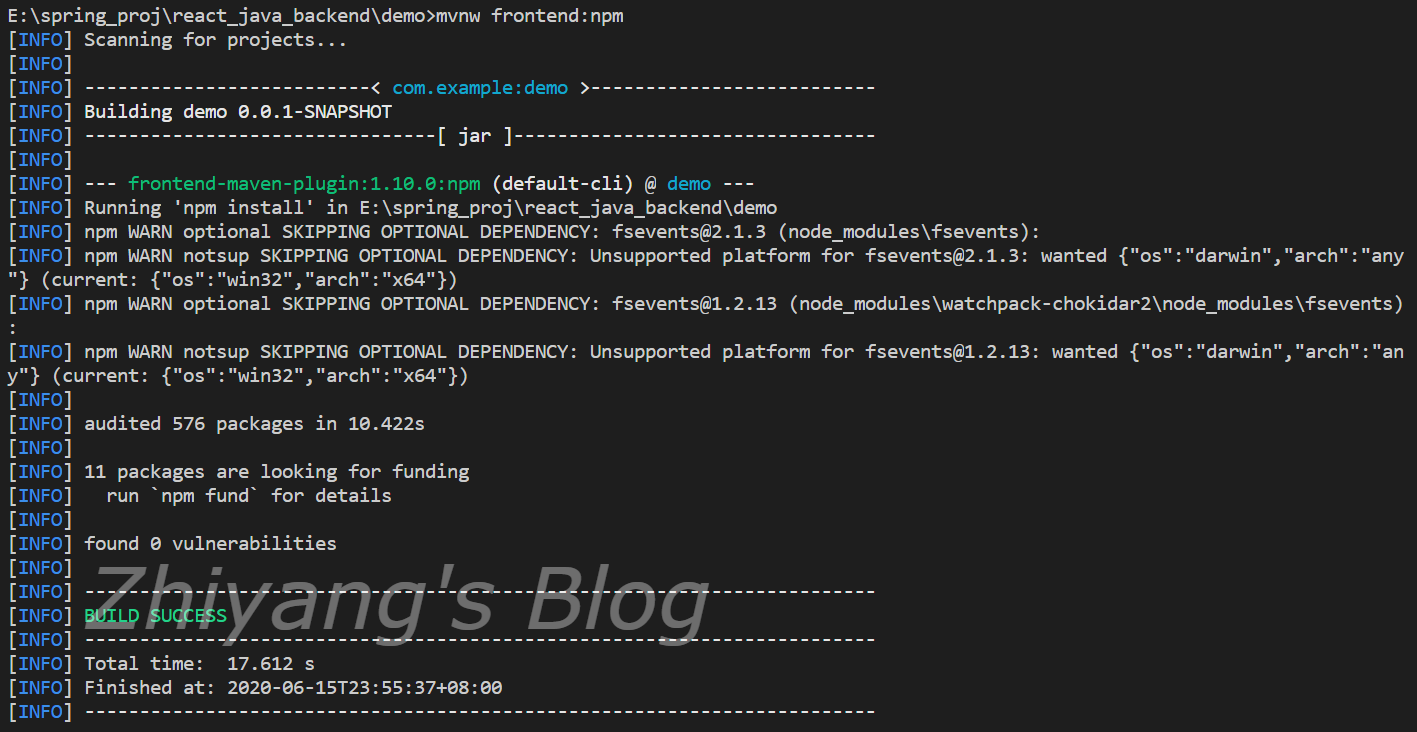 E:\spring_proj\react_java_backend\demo>mvnw frontend:npm
[INFO] Scanning for projects...
[INFO]
[INFO] --------------------------< com.example:demo >--------------------------
[INFO] Building demo 0.0.1-SNAPSHOT
[INFO] --------------------------------[ jar ]---------------------------------
[INFO]
[INFO] --- frontend-maven-plugin:1.10.0:npm (default-cli) @ demo ---
[INFO] Running 'npm install' in E:\spring_proj\react_java_backend\demo
[INFO] npm WARN optional SKIPPING OPTIONAL DEPENDENCY: fsevents@2.1.3 (node_modules\fsevents):
[INFO] npm WARN notsup SKIPPING OPTIONAL DEPENDENCY: Unsupported platform for fsevents@2.1.3: wanted {"os":"darwin","arch":"any
"} (current: {"os":"win32","arch":"x64"})
[INFO] npm WARN optional SKIPPING OPTIONAL DEPENDENCY: fsevents@1.2.13 (node_modules\watchpack-chokidar2\node_modules\fsevents)
:
[INFO] npm WARN notsup SKIPPING OPTIONAL DEPENDENCY: Unsupported platform for fsevents@1.2.13: wanted {"os":"darwin","arch":"an
y"} (current: {"os":"win32","arch":"x64"})
[INFO]
[INFO] audited 576 packages in 10.422s
[INFO]
[INFO] 11 packages are looking for funding
[INFO]   run `npm fund` for details
[INFO]
[INFO] found 0 vulnerabilities
[INFO]
[INFO] ------------------------------------------------------------------------
Zhiyang's Blog
[INFO] BUILD SUCCESS
[INFO] ------------------------------------------------------------------------
[INFO] Total time:  17.612 s
[INFO] Finished at: 2020-06-15T23:55:37+08:00
[INFO] ------------------------------------------------------------------------